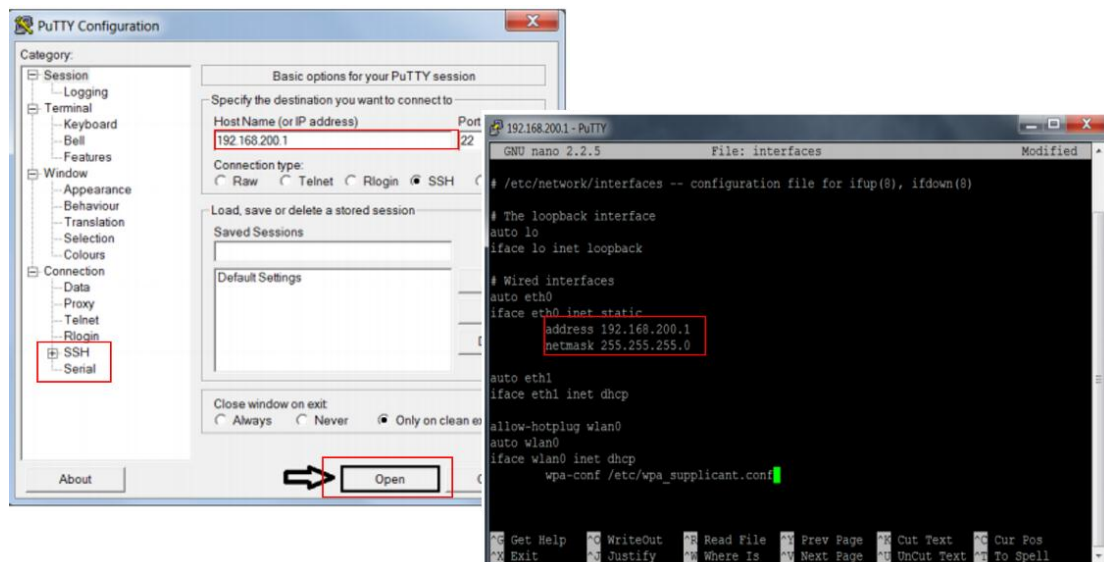 PuTTY Configuration
Category:
Session
Logging
Terminal
Keyboard
Bell
Features
Window
Appearance
Behaviour
Translation
Selection
Colours
Connection
Data
Proxy
Telnet
Rlogin
SSH
Serial
Basic options for your PuTTY session
Specify the destination you want to connect to
Host Name (or IP address) Port
192.168.200.1 22
Connection type:
Raw Telnet Rlogin SSH
Load, save or delete a stored session
Saved Sessions
Default Settings
Close window on exit:
Always Never Only on clean
About Open
192.168.200.1 - PuTTY
GNU nano 2.2.5 File: interfaces Modified
# /etc/network/interfaces -- configuration file for ifup(8), ifdown(8)
# The loopback interface
auto lo
iface lo inet loopback
# Wired interfaces
auto eth0
iface eth0 inet static
address 192.168.200.1
netmask 255.255.255.0
auto eth1
iface eth1 inet dhcp
allow-hotplug wlan0
auto wlan0
iface wlan0 inet dhcp
wpa-conf /etc/wpa_supplicant.conf
^G Get Help ^O WriteOut ^R Read File ^Y Prev Page ^K Cut Text ^C Cur Pos
^X Exit ^J Justify ^W Where Is ^V Next Page ^U UnCut Text ^T To Spell